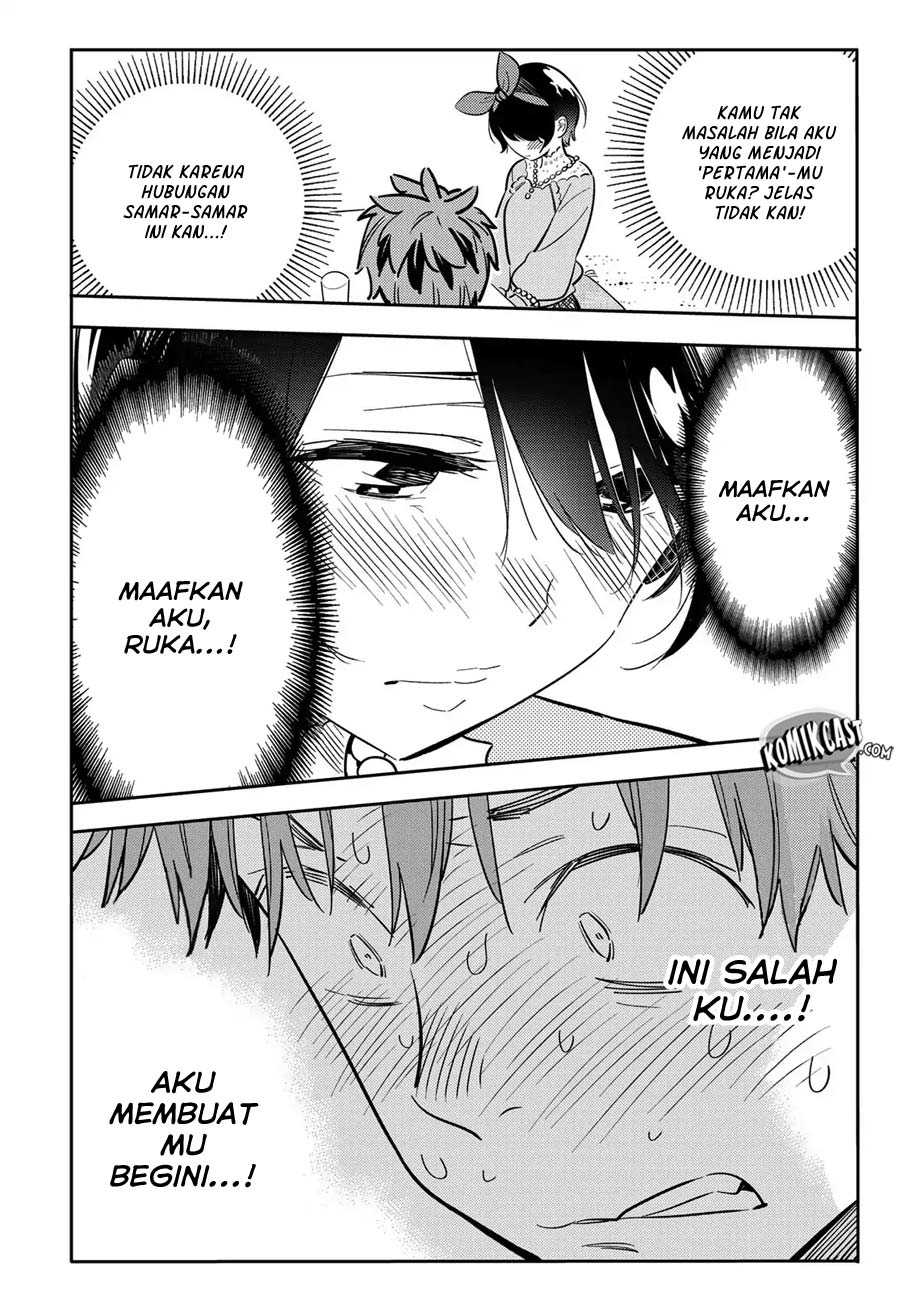 KAMU TAK
MASALAH BILA AKU
YANG MENJADI
'PERTAMA'-MU
RUKA? JELAS
TIDAK KAN!
TIDAK KARENA
HUBUNGAN
SAMAR-SAMAR
INI KAN...!
MAAFKAN
AKU...
MAAFKAN
AKU,
RUKA...!
KOMIKCAST.COM
INI SALAH
KU....!
AKU
MEMBUAT
MU
BEGINI...!